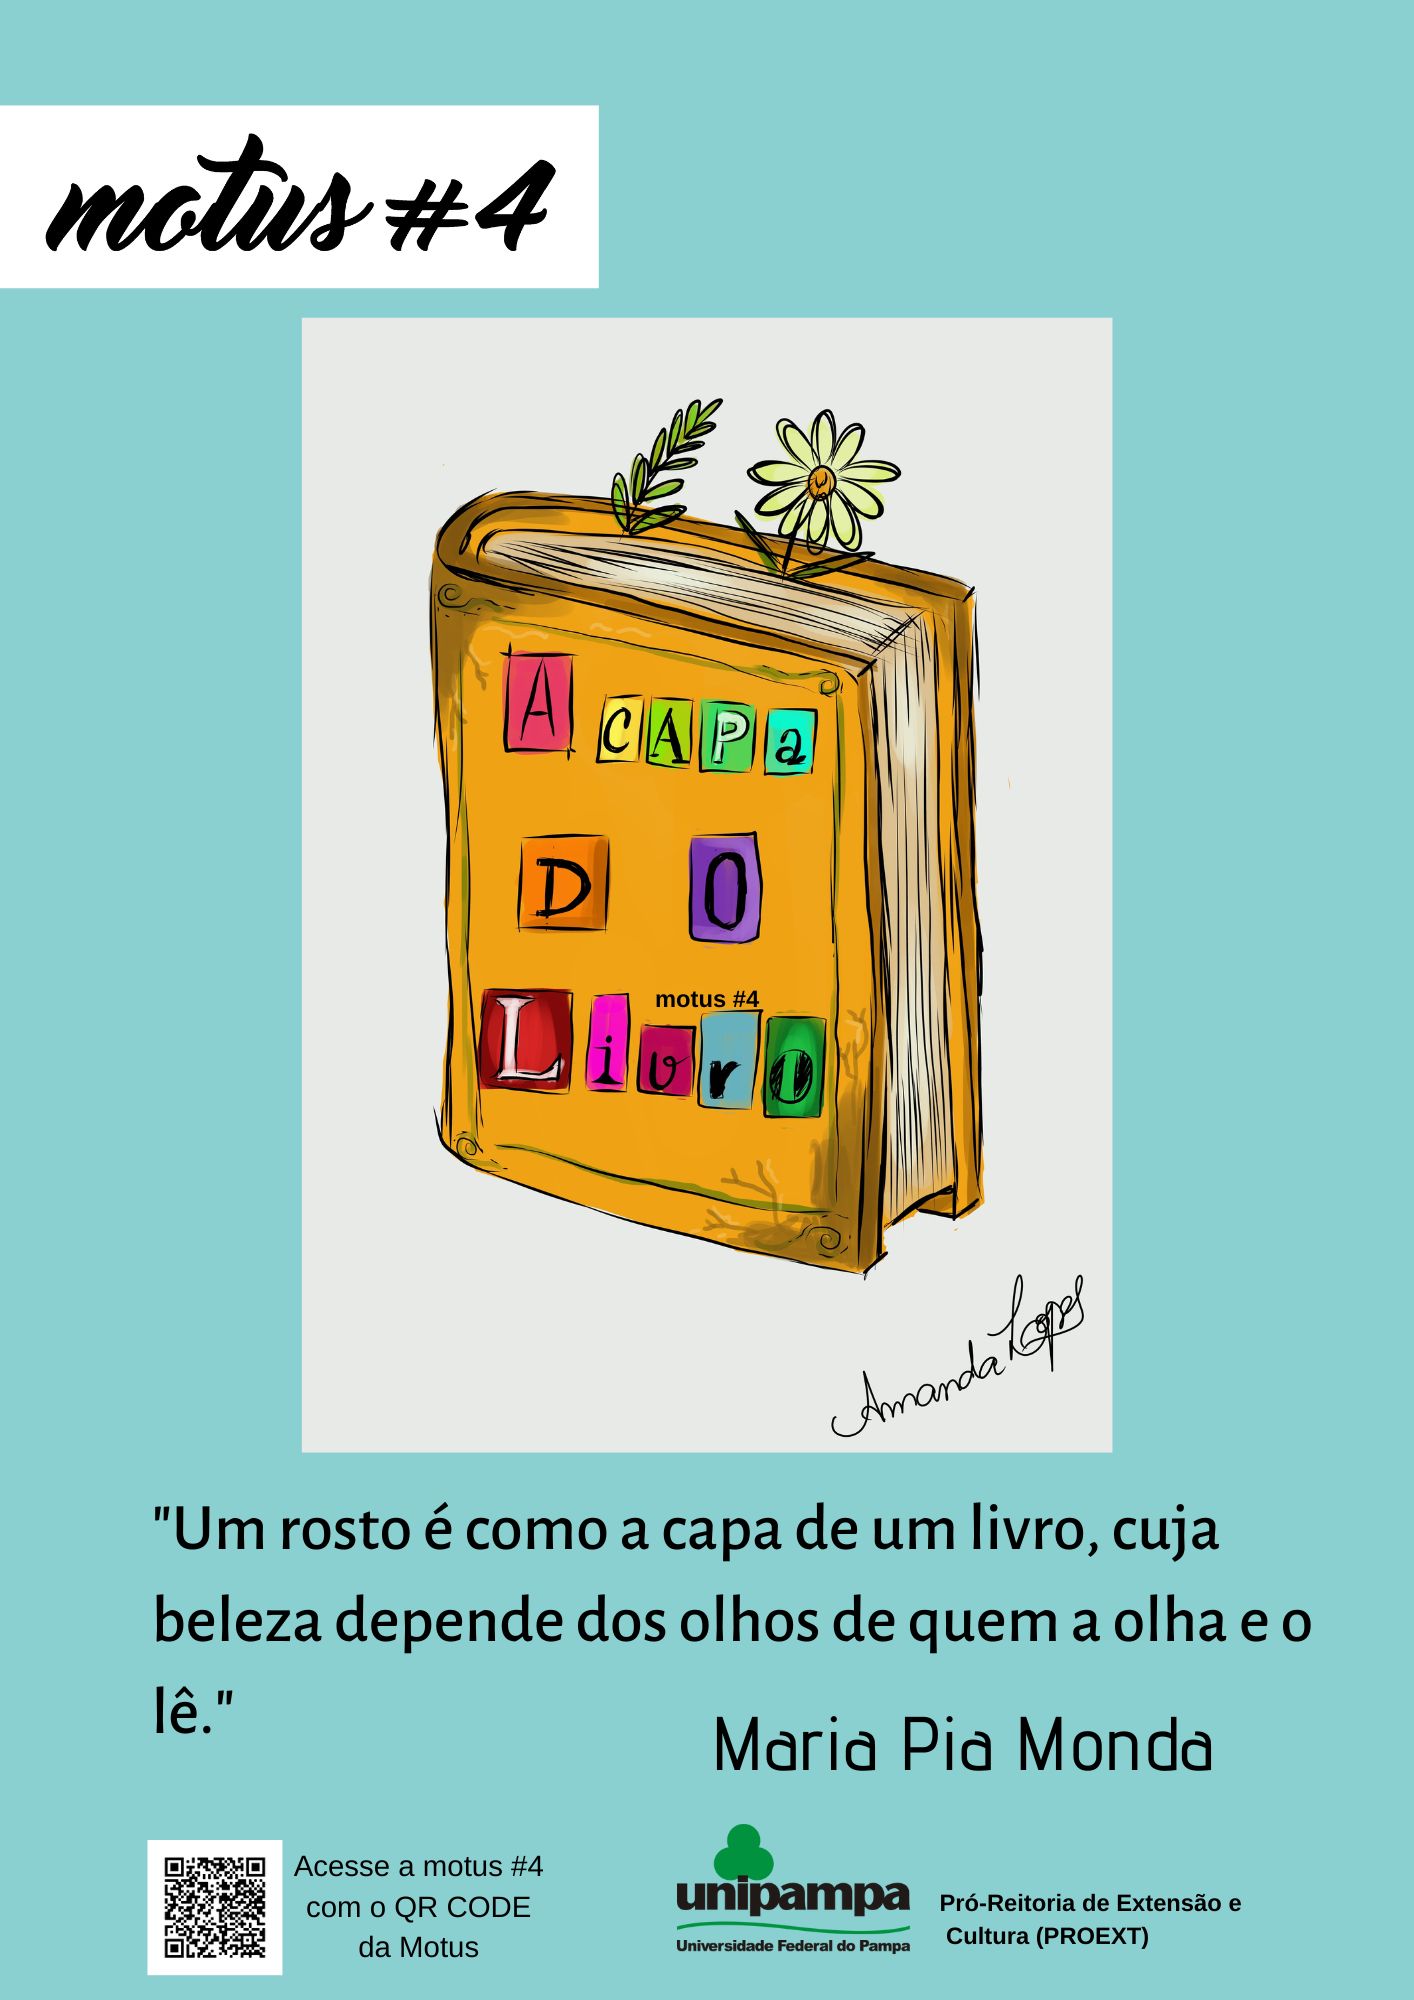 motus #4
A CAPa
D O
motus #4
Livro
Amanda Lopes
"Um rosto é como a capa de um livro, cuja
beleza depende dos olhos de quem a olha e o
lê."
Maria Pia Monda
Acesse a motus #4
com o QR CODE
da Motus
unipampa
Universidade Federal do Pampa
Pró-Reitoria de Extensão e
Cultura (PROEXT)